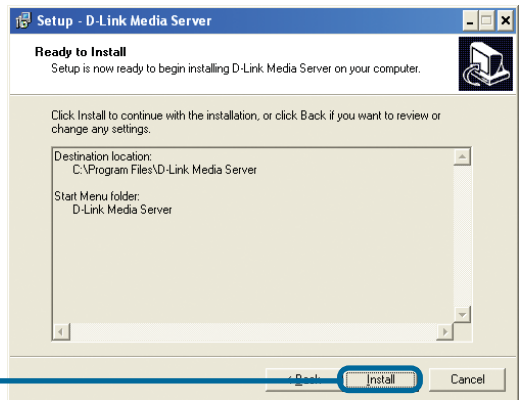 Setup - D-Link Media Server
Ready to Install
Setup is now ready to begin installing D-Link Media Server on your computer.
Click Install to continue with the installation, or click Back if you want to review or
change any settings.
Destination location:
C:\Program Files\D-Link Media Server
Start Menu folder:
D-Link Media Server
< Back Install Cancel